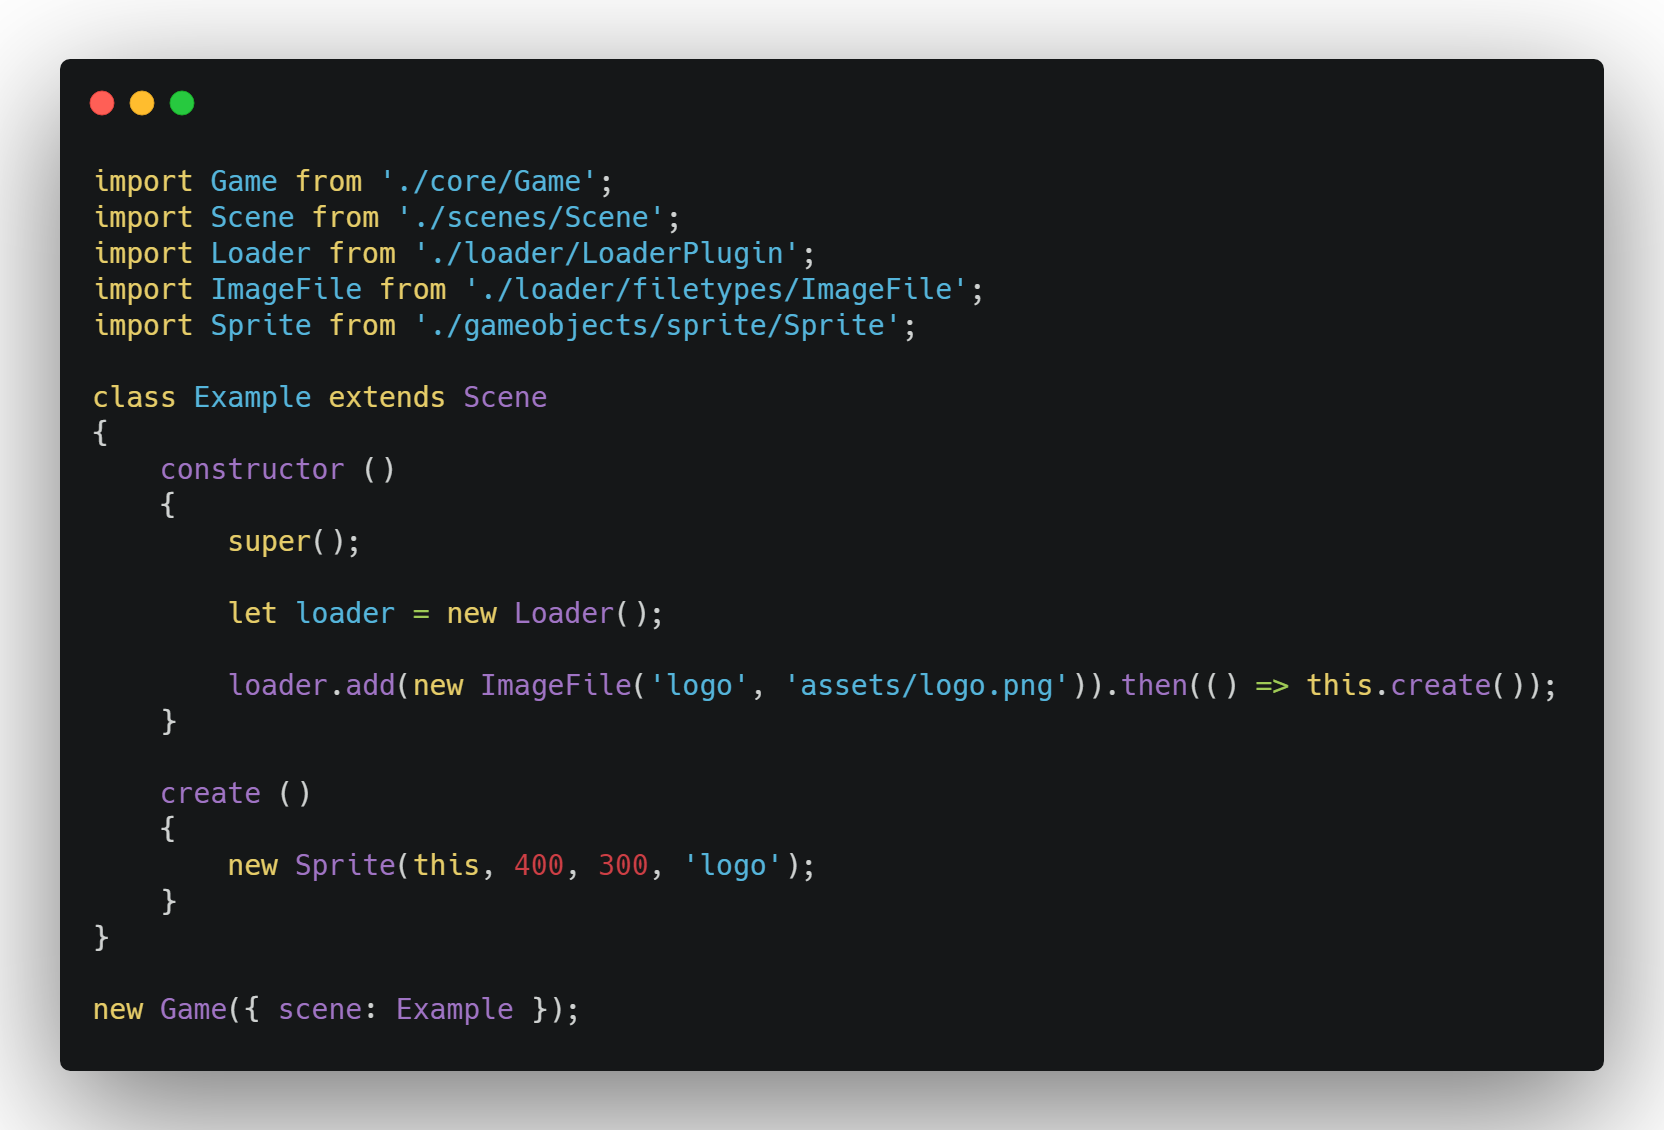 import Game from './core/Game';
import Scene from './scenes/Scene';
import Loader from './loader/LoaderPlugin';
import ImageFile from './loader/filetypes/ImageFile';
import Sprite from './gameobjects/sprite/Sprite';

class Example extends Scene
{
    constructor ()
    {
        super();

        let loader = new Loader();

        loader.add(new ImageFile('logo', 'assets/logo.png')).then(() => this.create());
    }

    create ()
    {
        new Sprite(this, 400, 300, 'logo');
    }
}

new Game({ scene: Example });